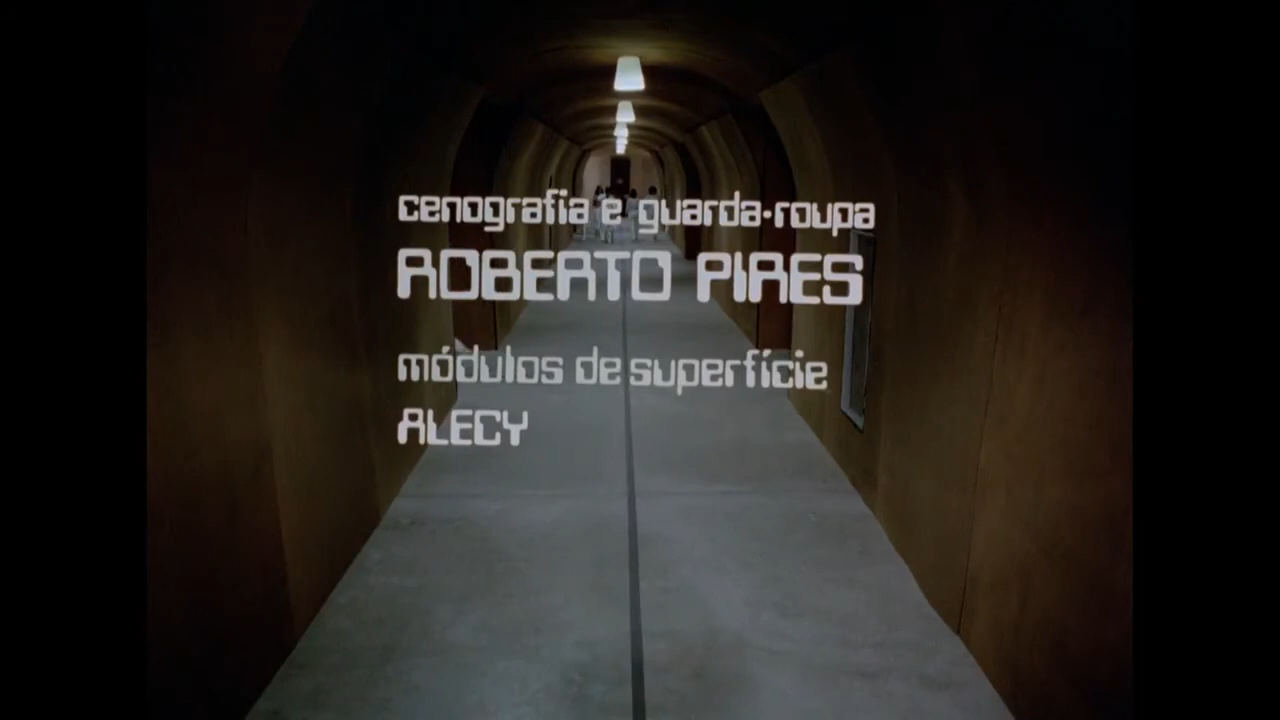 cenografia e guarda-roupa
ROBERTO PIRES
módulos de superfície
ALECY